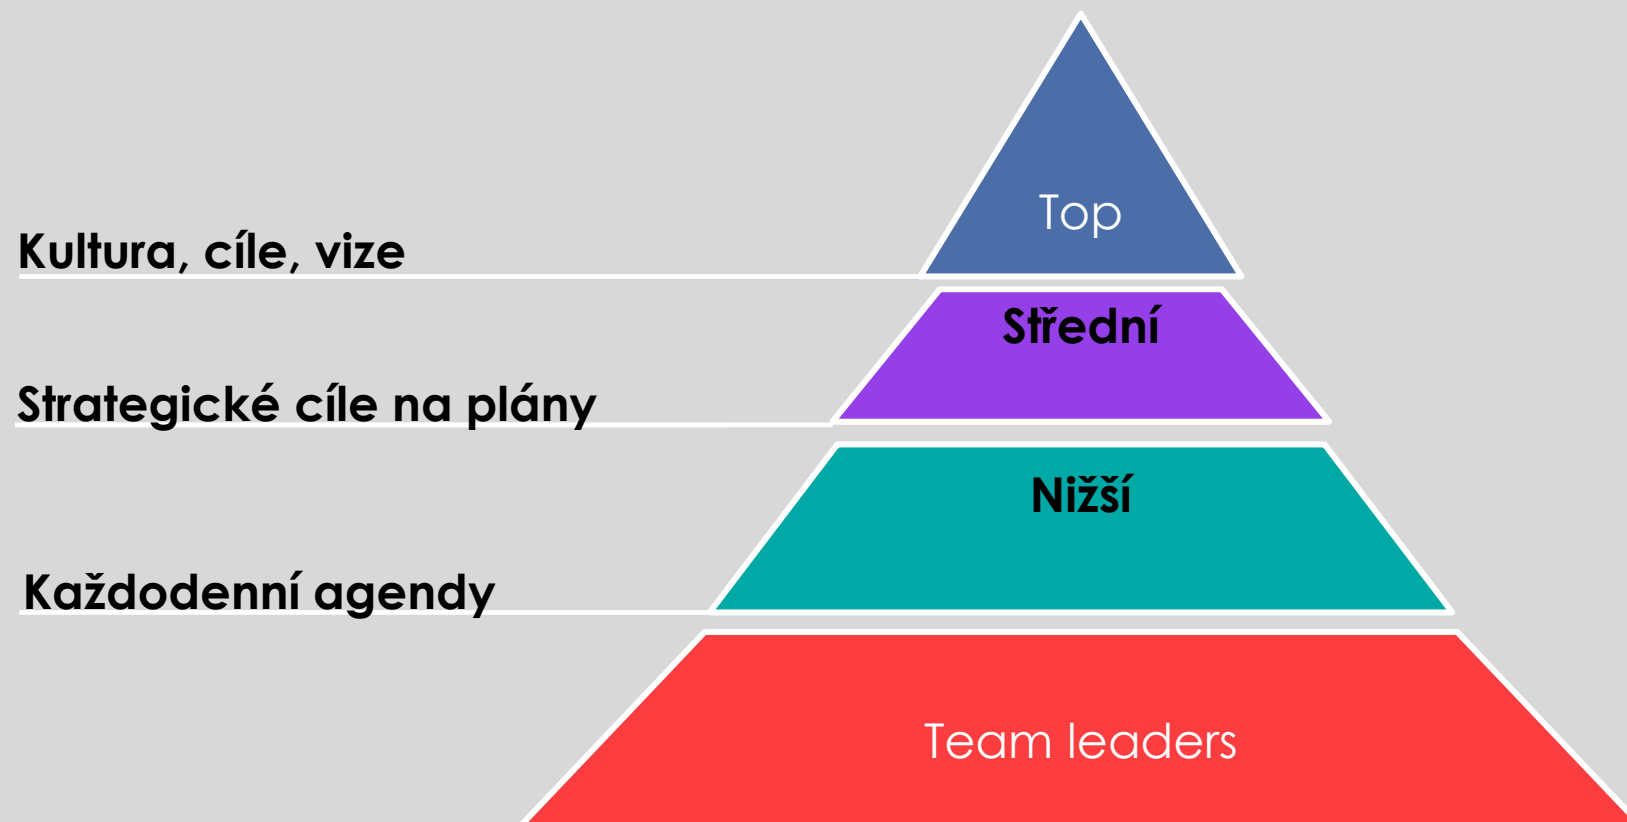 Top
Kultura, cíle, vize
Střední
Strategické cíle na plány
Nižší
Každodenní agendy
Team leaders